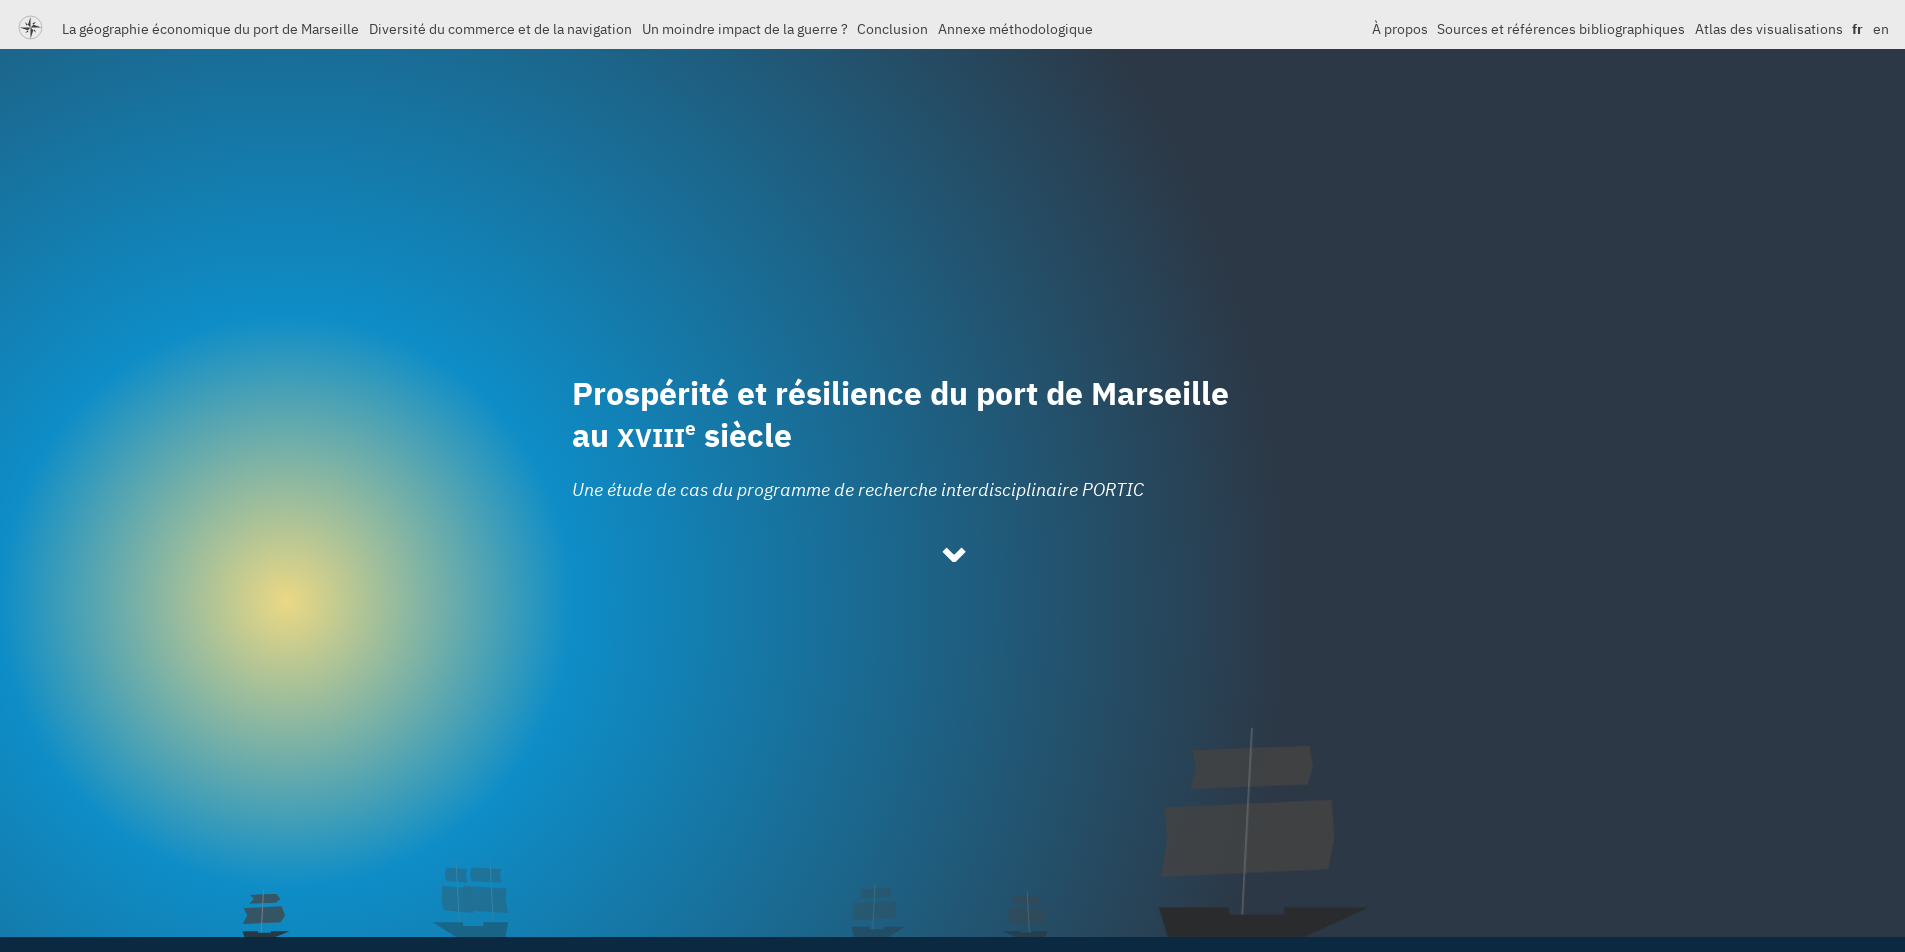 La géographie économique du port de Marseille Diversité du commerce et de la navigation Un moindre impact de la guerre ? Conclusion Annexe méthodologique À propos Sources et références bibliographiques Atlas des visualisations fr en
Prospérité et résilience du port de Marseille
au XVIIIe siècle
Une étude de cas du programme de recherche interdisciplinaire PORTIC